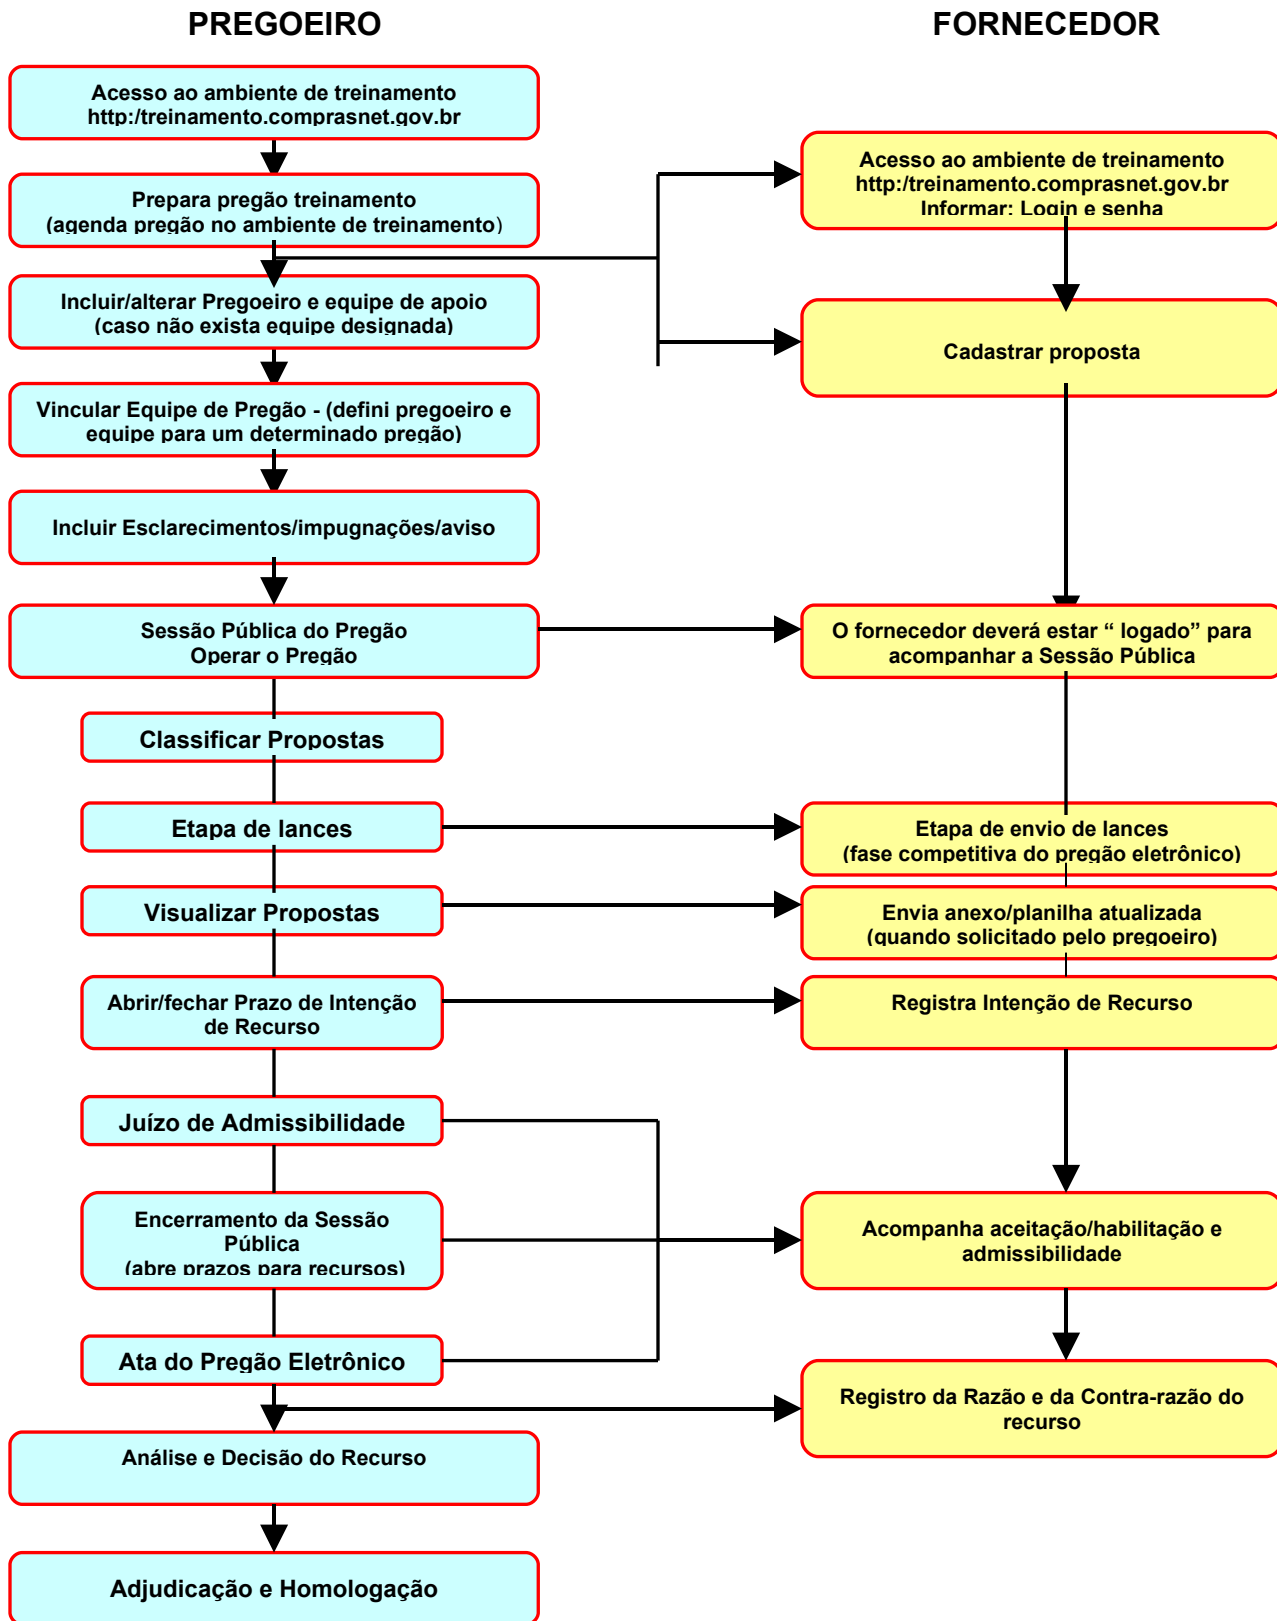 PREGOEIRO
Acesso ao ambiente de treinamento
http:/treinamento.comprasnet.gov.br
Prepara pregão treinamento
(agenda pregão no ambiente de treinamento)
Incluir/alterar Pregoeiro e equipe de apoio
(caso não exista equipe designada)
Vincular Equipe de Pregão - (defini pregoeiro e
equipe para um determinado pregão)
Incluir Esclarecimentos/impugnações/aviso
Sessão Pública do Pregão
Operar o Pregão
Classificar Propostas
Etapa de lances
Visualizar Propostas
Abrir/fechar Prazo de Intenção
de Recurso
Juízo de Admissibilidade
Encerramento da Sessão
Pública
(abre prazos para recursos)
Ata do Pregão Eletrônico
Análise e Decisão do Recurso
Adjudicação e Homologação
FORNECEDOR
Acesso ao ambiente de treinamento
http:/treinamento.comprasnet.gov.br
Informar: Login e senha
Cadastrar proposta
O fornecedor deverá estar “ logado” para
acompanhar a Sessão Pública
Etapa de envio de lances
(fase competitiva do pregão eletrônico)
Envia anexo/planilha atualizada
(quando solicitado pelo pregoeiro)
Registra Intenção de Recurso
Acompanha aceitação/habilitação e
admissibilidade
Registro da Razão e da Contra-razão do
recurso